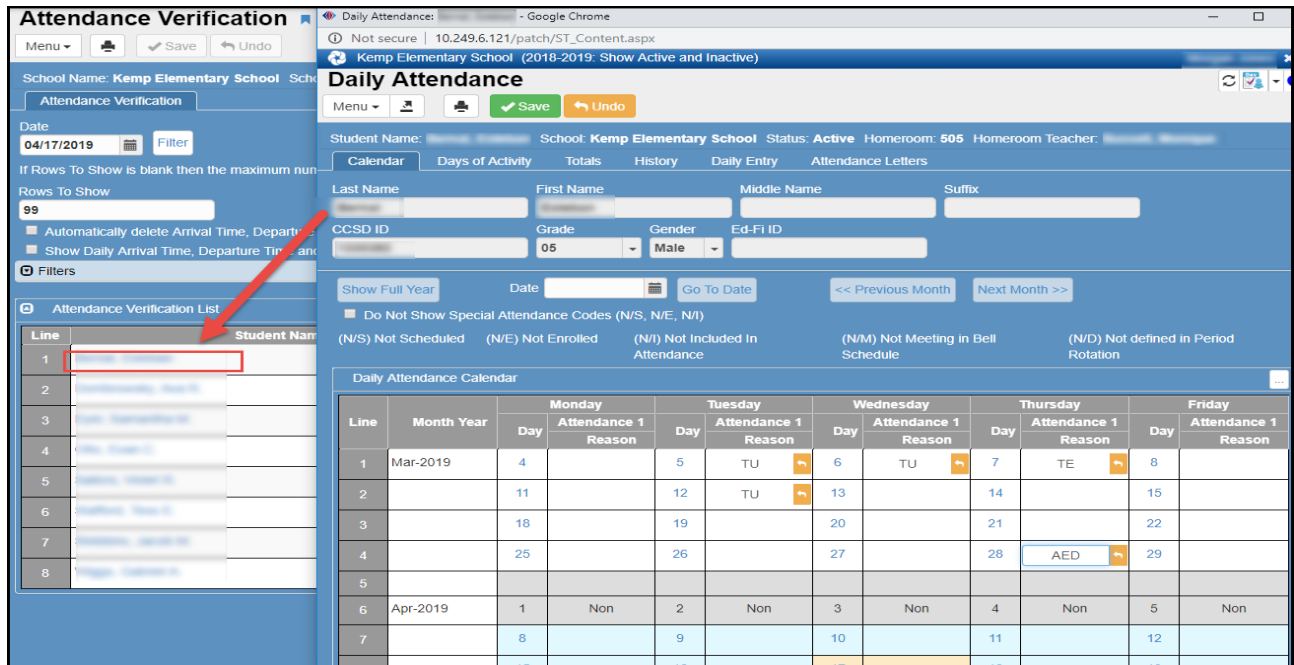 Attendance Verification
Menu
Save
Undo
School Name: Kemp Elementary School Scho
Attendance Verification
Date
04/17/2019
Filter
If Rows To Show is blank then the maximum num
Rows To Show
99
Automatically delete Arrival Time, Departure
Show Daily Arrival Time, Departure Time and
Filters
Attendance Verification List
Line Student Nam
1
2
3
4
5
6
7
8
Daily Attendance: - Google Chrome
Not secure | 10.249.6.121/patch/ST_Content.aspx
Kemp Elementary School (2018-2019: Show Active and Inactive)
Daily Attendance
Menu
Save
Undo
Student Name: School: Kemp Elementary School Status: Active Homeroom: 505 Homeroom Teacher:
Calendar Days of Activity Totals History Daily Entry Attendance Letters
Last Name First Name Middle Name Suffix
CCSD ID Grade Gender Ed-Fi ID
05 Male
Show Full Year Date Go To Date << Previous Month Next Month >>
Do Not Show Special Attendance Codes (N/S, N/E, N/I)
(N/S) Not Scheduled (N/E) Not Enrolled (N/I) Not Included In Attendance (N/M) Not Meeting in Bell Schedule (N/D) Not defined in Period Rotation
Daily Attendance Calendar
...
Monday Tuesday Wednesday Thursday Friday
Line Month Year Day Attendance 1 Day Attendance 1 Day Attendance 1 Day Attendance 1 Day Attendance 1
Reason Reason Reason Reason Reason
1 Mar-2019 4 5 TU 6 TU 7 TE 8
2 11 12 TU 13 14 15
3 18 19 20 21 22
4 25 26 27 28 AED 29
5
6 Apr-2019 1 Non 2 Non 3 Non 4 Non 5 Non
7 8 9 10 11 12